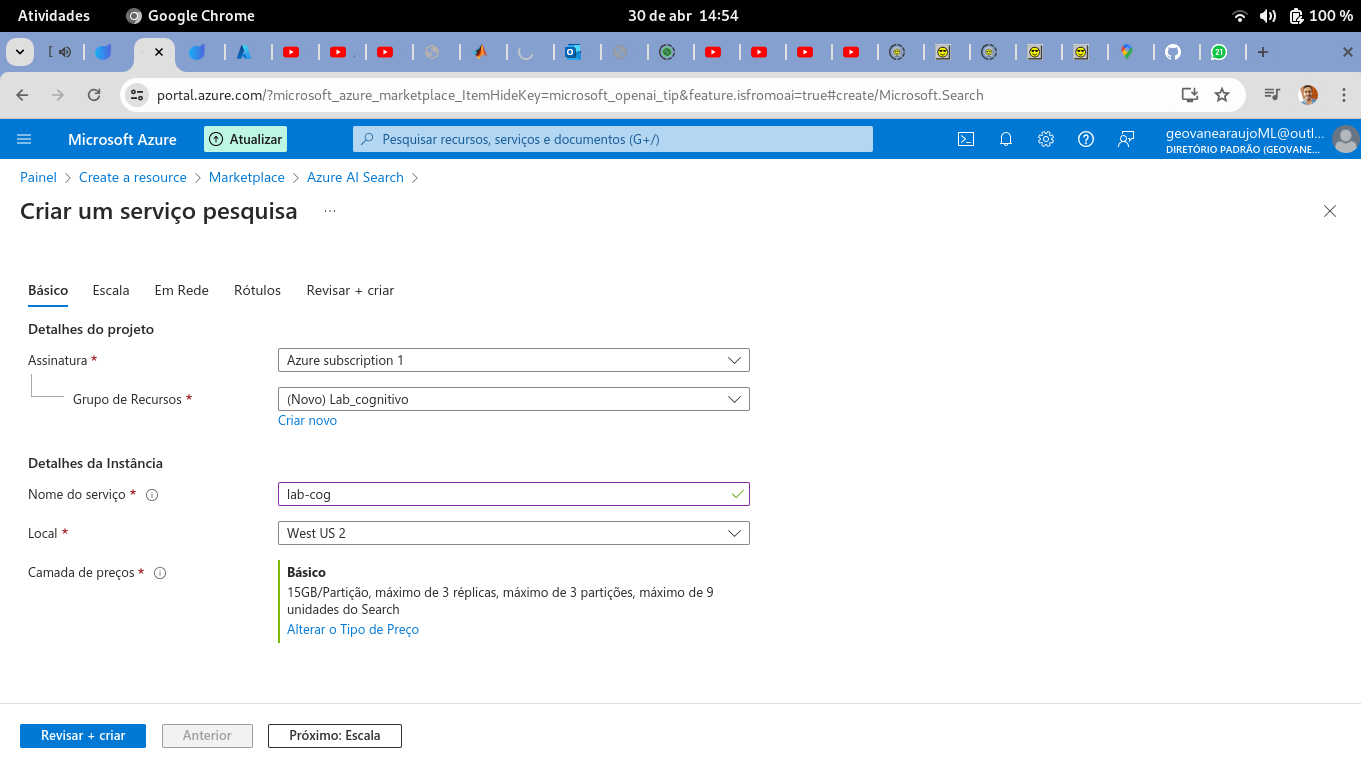 Atividades Google Chrome 30 de abr 14:54 100 %
portal.azure.com/?microsoft_azure_marketplace_ItemHideKey=microsoft_openai_tip&feature.isfromoai=true#create/Microsoft.Search
Microsoft Azure Atualizar Pesquisar recursos, serviços e documentos (G+/) geovanearaujoML@outl...
DIRETÓRIO PADRÃO (GEOVANE...
Painel > Create a resource > Marketplace > Azure AI Search >
Criar um serviço pesquisa ...
Básico Escala Em Rede Rótulos Revisar + criar
Detalhes do projeto
Assinatura * Azure subscription 1
Grupo de Recursos * (Novo) Lab_cognitivo
Criar novo
Detalhes da Instância
Nome do serviço * lab-cog
Local * West US 2
Camada de preços * Básico
15GB/Partição, máximo de 3 réplicas, máximo de 3 partições, máximo de 9
unidades do Search
Alterar o Tipo de Preço
Revisar + criar Anterior Próximo: Escala